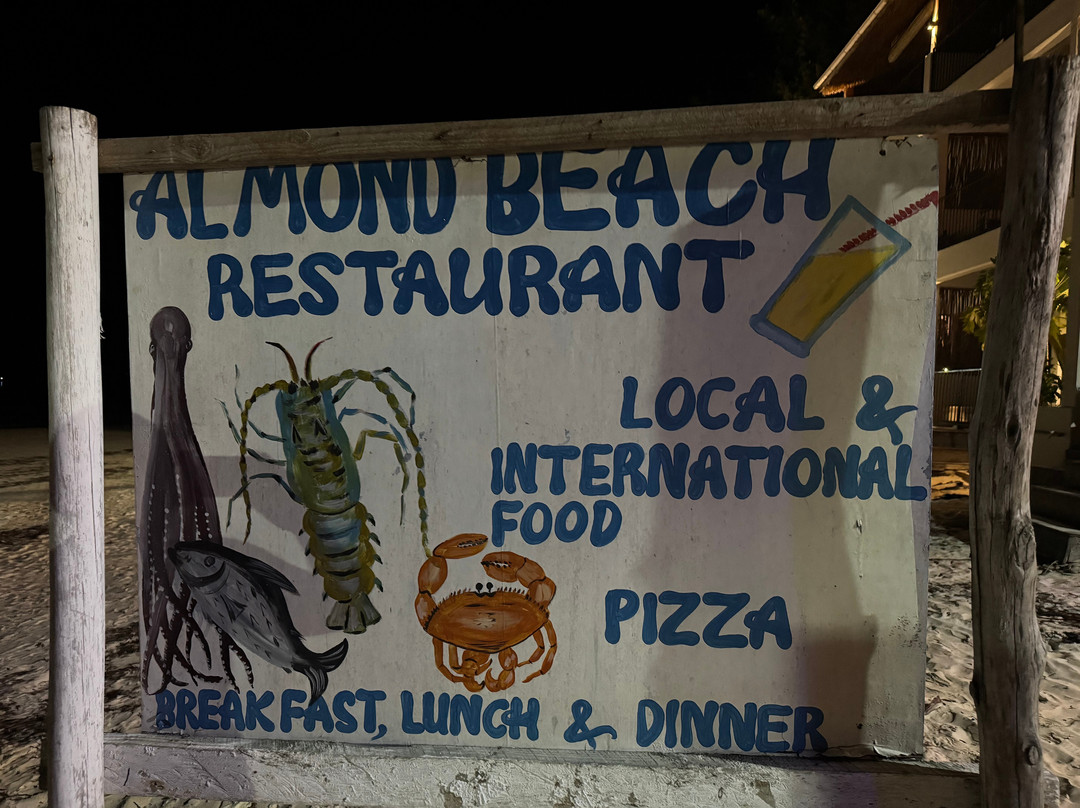 ALMOND BEACH
RESTAURANT
LOCAL &
INTERNATIONAL
FOOD
PIZZA
BREAKFAST, LUNCH & DINNER